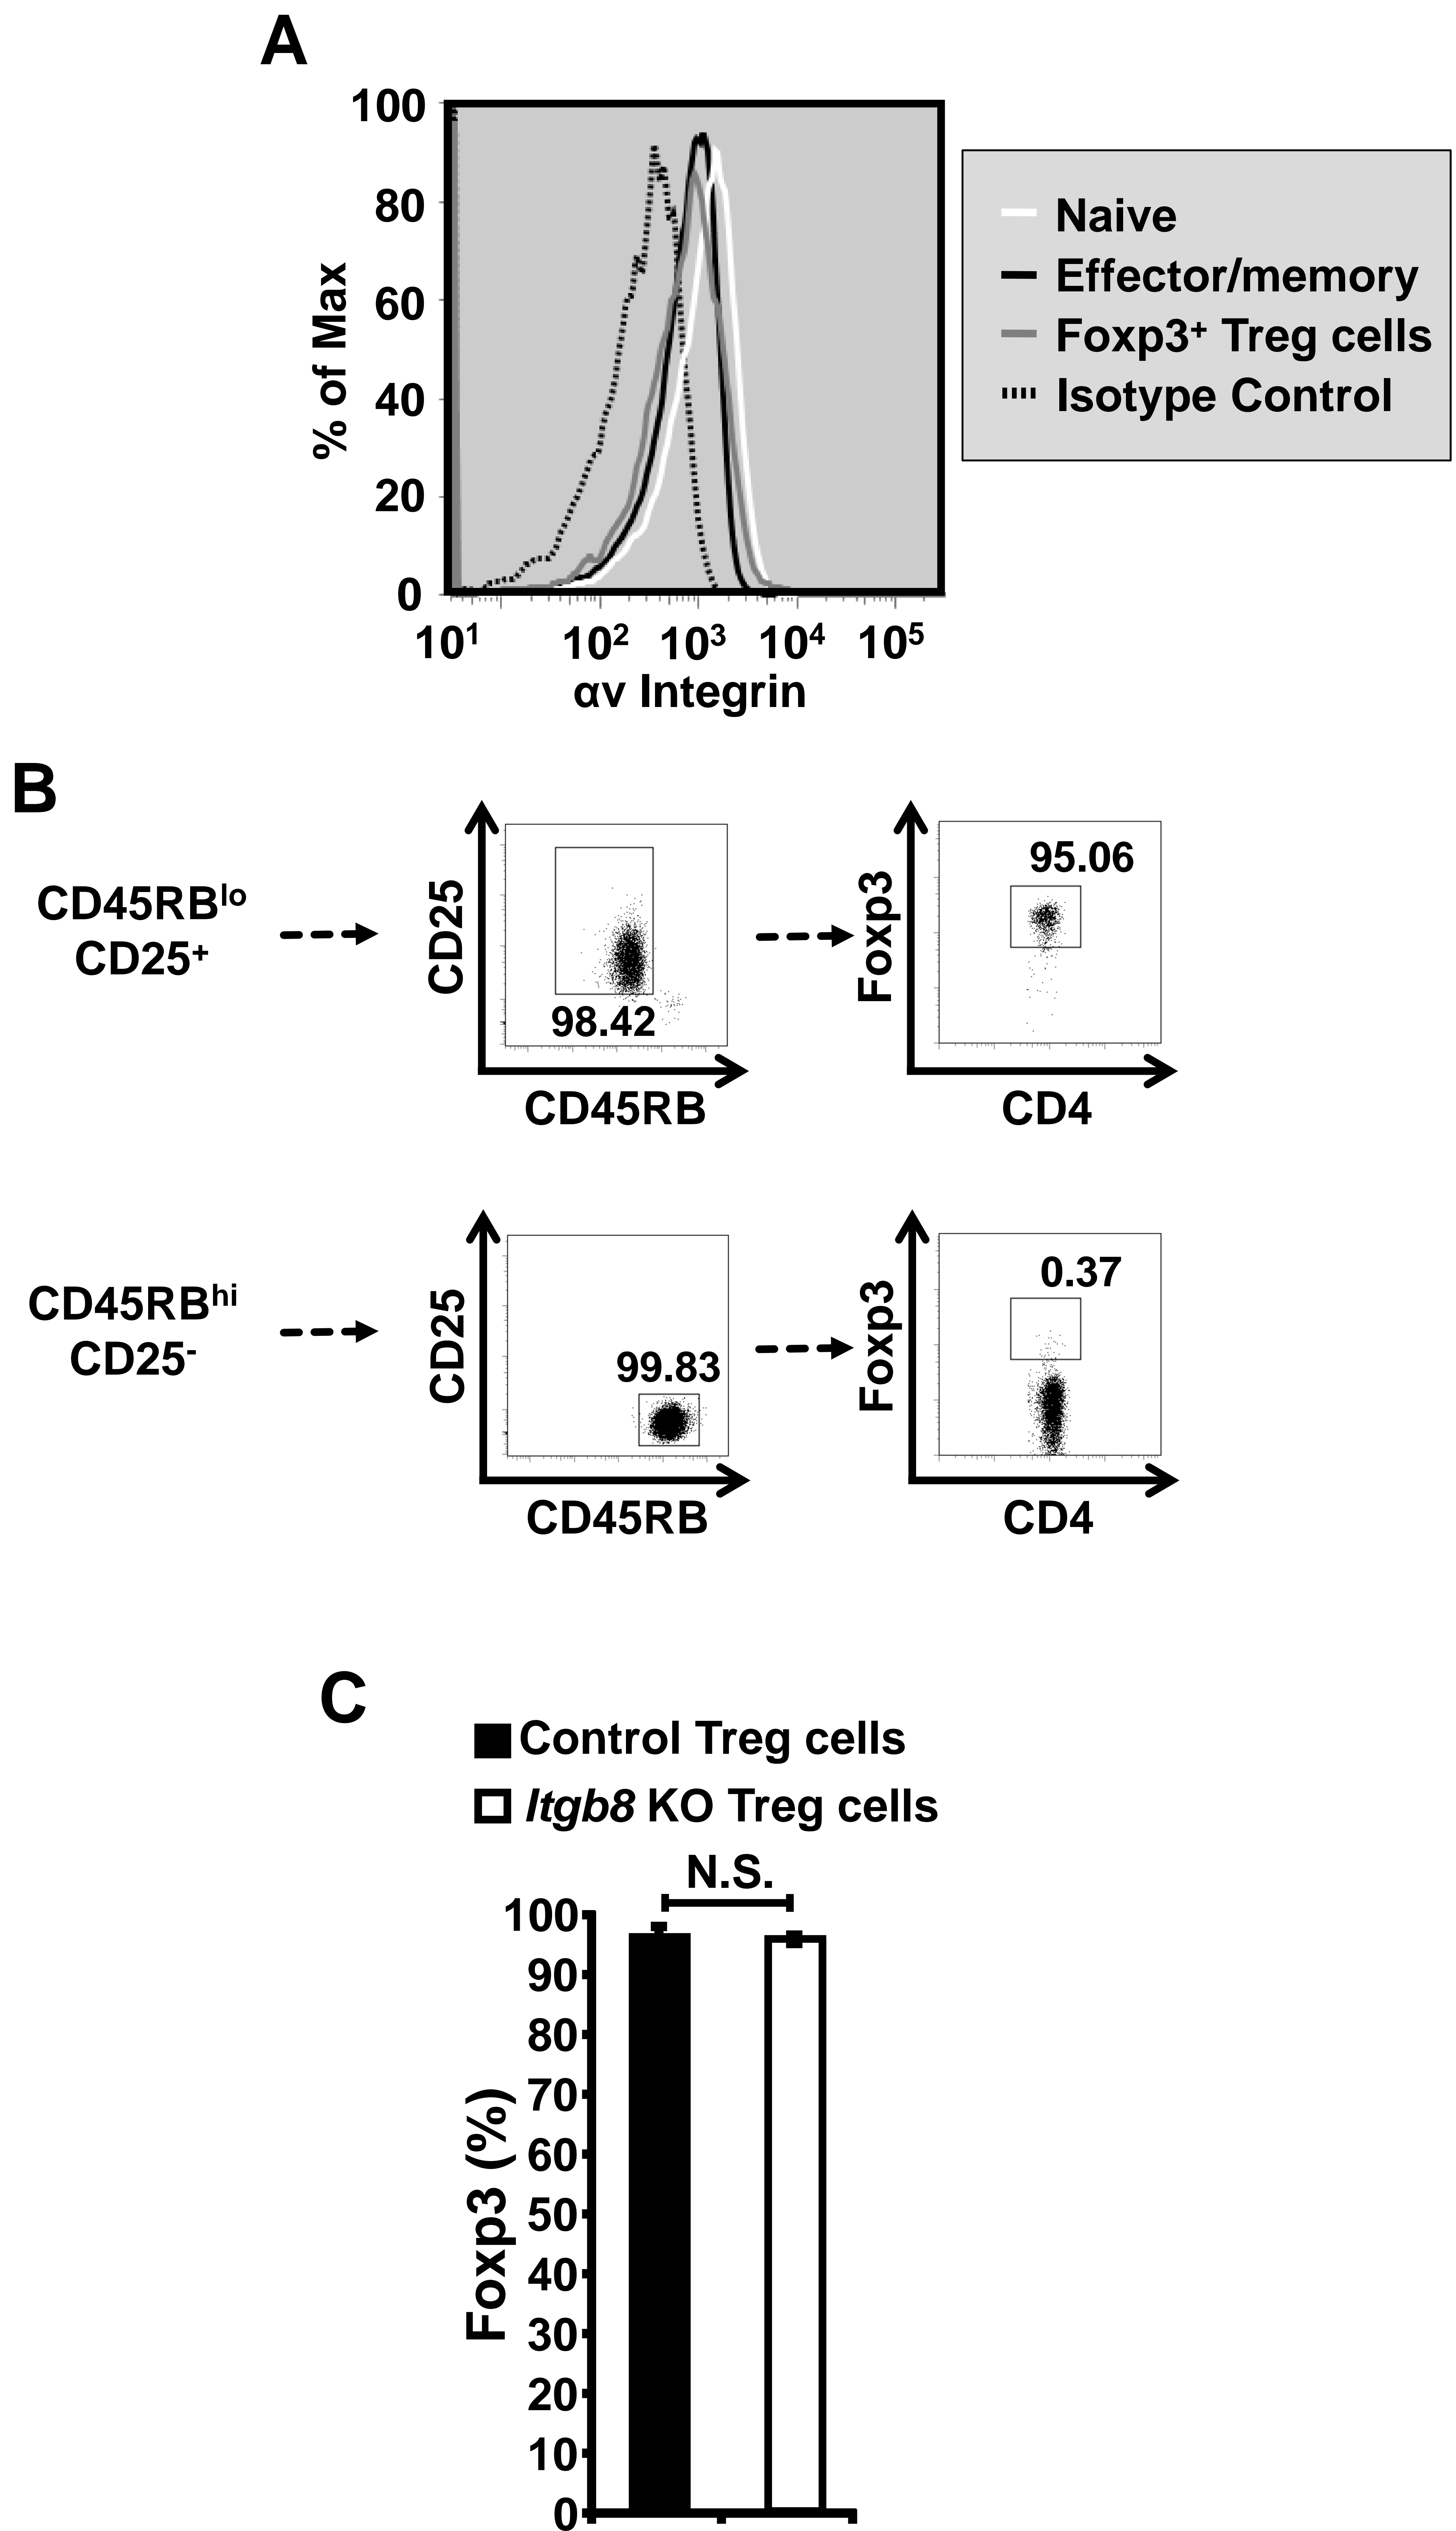 A
100
80
60
40
20
0
% of Max
10¹ 10² 10³ 10⁴ 10⁵
αv Integrin
Naive
Effector/memory
Foxp3⁺ Treg cells
Isotype Control
B
CD45RBˡᵒ
CD25⁺
CD25
98.42
CD45RB
Foxp3
95.06
CD4
CD45RBʰⁱ
CD25⁻
CD25
99.83
CD45RB
Foxp3
0.37
CD4
C
Control Treg cells
Itgb8 KO Treg cells
N.S.
100
90
80
70
60
50
40
30
20
10
0
Foxp3 (%)